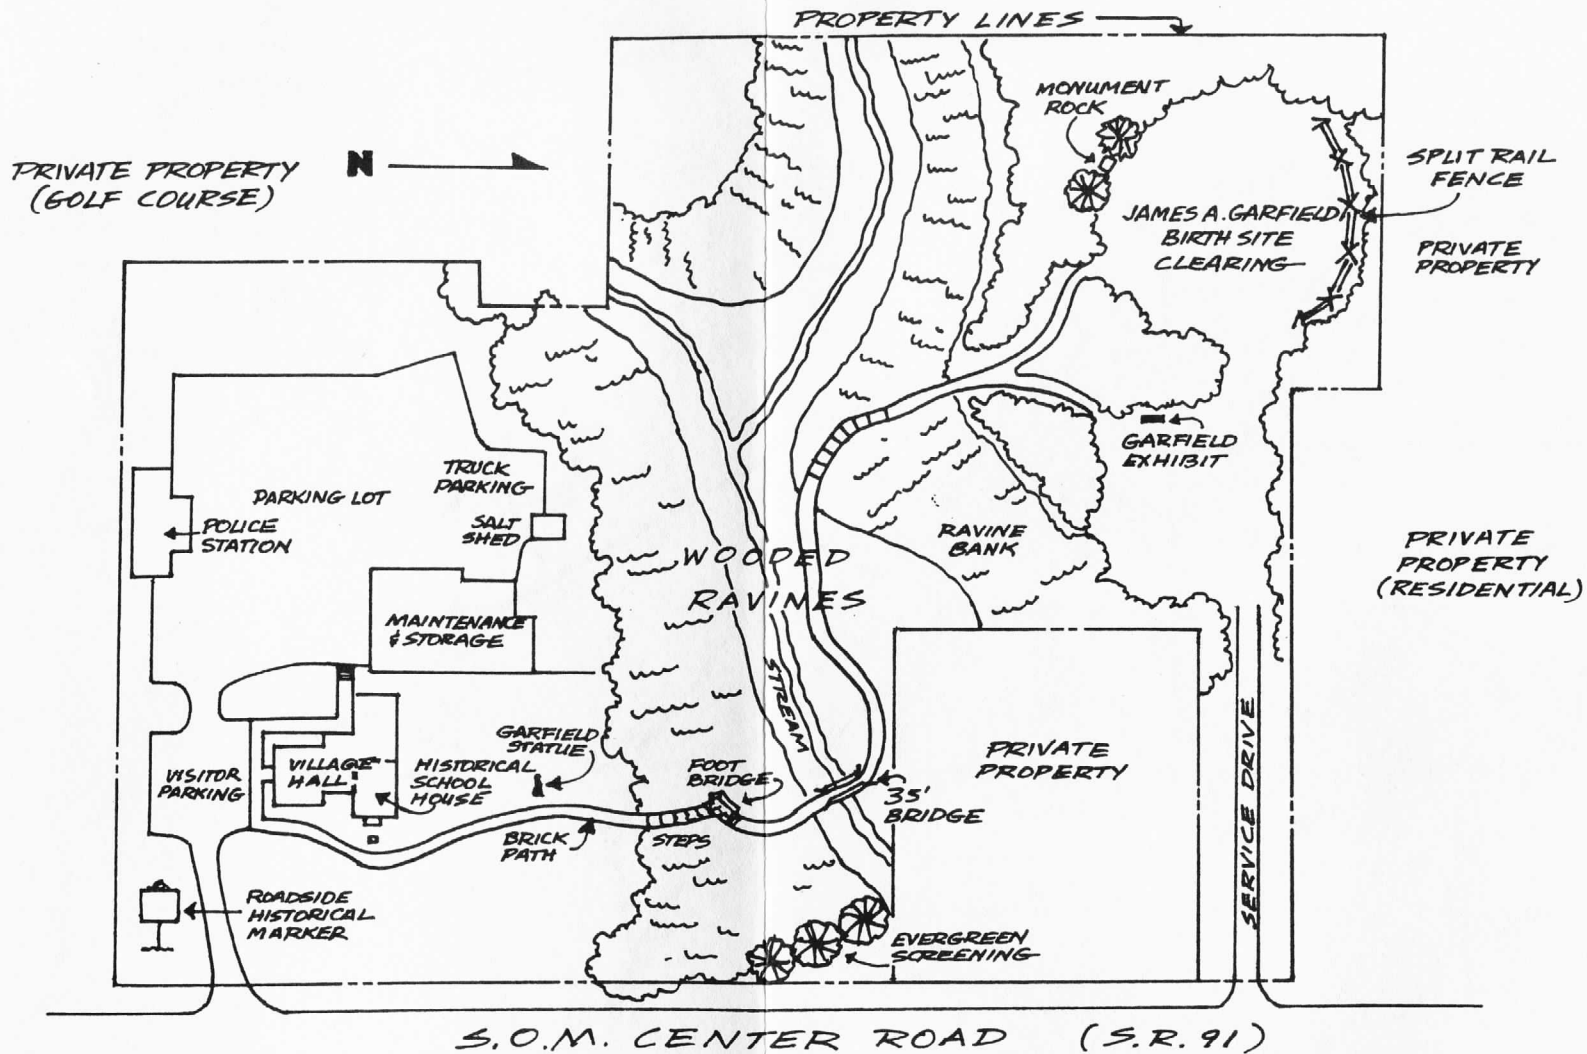 PROPERTY LINES
MONUMENT
ROCK
PRIVATE PROPERTY
(GOLF COURSE)
N
SPLIT RAIL
FENCE
JAMES A. GARFIELD
BIRTH SITE
CLEARING
PRIVATE
PROPERTY
TRUCK
PARKING
GARFIELD
EXHIBIT
PARKING LOT
POLICE
STATION
SALT
SHED
WOODED
RAVINES
RAVINE
BANK
PRIVATE
PROPERTY
(RESIDENTIAL)
MAINTENANCE
& STORAGE
STREAM
GARFIELD
STATUE
VISITOR
PARKING
VILLAGE
HALL
HISTORICAL
SCHOOL
HOUSE
FOOT
BRIDGE
35'
BRIDGE
PRIVATE
PROPERTY
SERVICE DRIVE
BRICK
PATH
STEPS
ROADSIDE
HISTORICAL
MARKER
EVERGREEN
SCREENING
S.O.M. CENTER ROAD (S.R. 91)